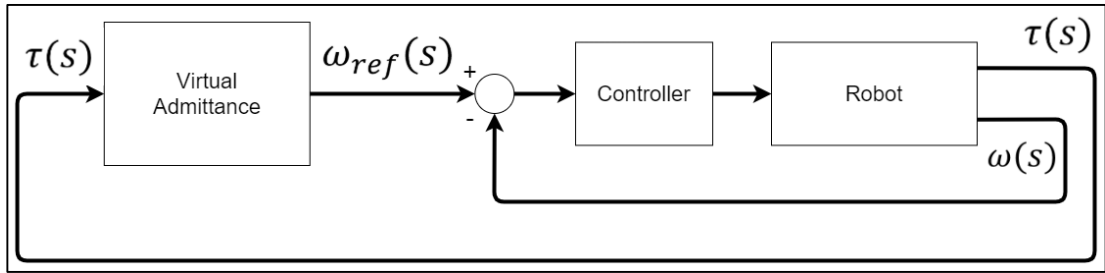 τ(s)
Virtual
Admittance
ω_ref(s)
+
-
Controller
Robot
τ(s)
ω(s)